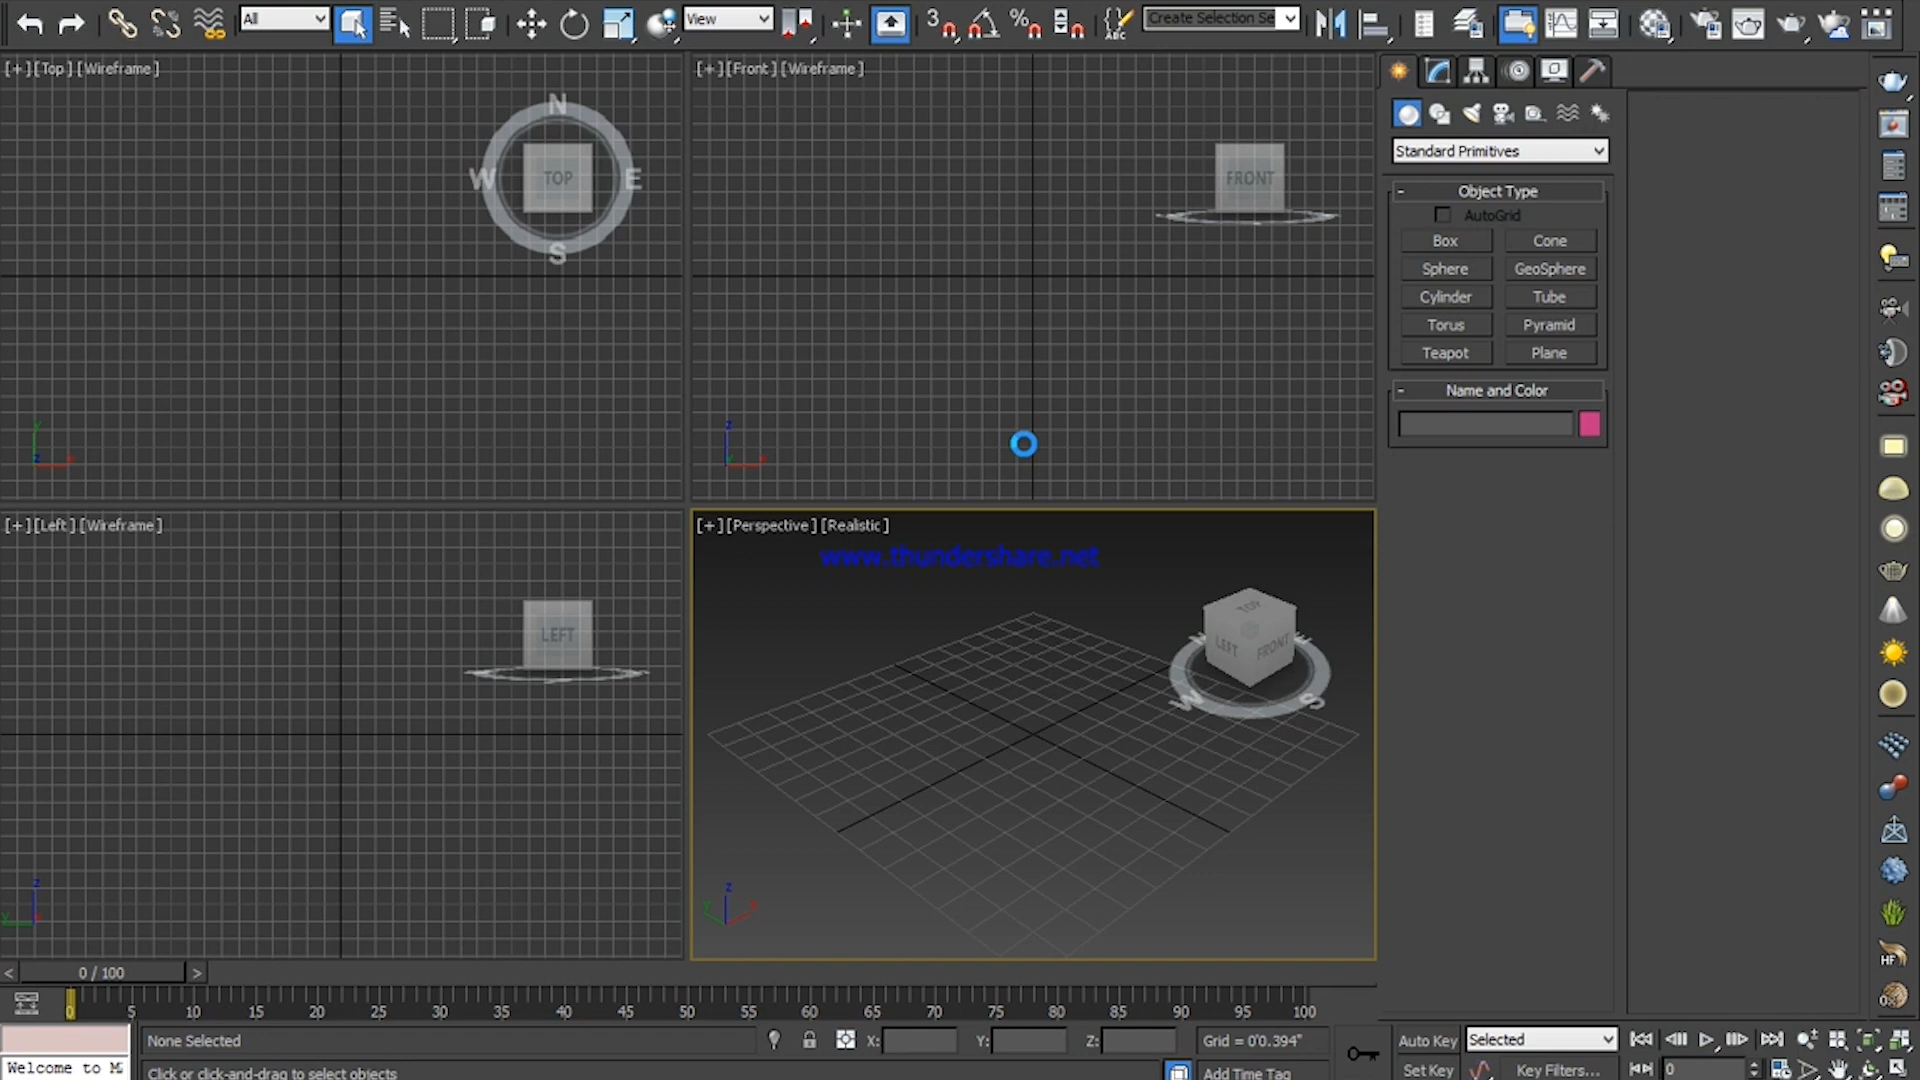 All
View
3
%
ABC
Create Selection Se
[+][Top][Wireframe]
N
W
TOP
E
S
y
z
x
[+][Front][Wireframe]
FRONT
z
y
x
[+][Left][Wireframe]
LEFT
z
y
[+][Perspective][Realistic]
www.thundershare.net
TOP
LEFT
FRONT
W
S
z
y
x
Standard Primitives
- Object Type
AutoGrid
Box Cone
Sphere GeoSphere
Cylinder Tube
Torus Pyramid
Teapot Plane
- Name and Color
HF
< 0 / 100 >
0 5 10 15 20 25 30 35 40 45 50 55 60 65 70 75 80 85 90 95 100
None Selected
X: Y: Z: Grid = 0'0.394"
Auto Key Selected
Welcome to M
Click or click-and-drag to select objects
Add Time Tag
Set Key Key Filters... 0